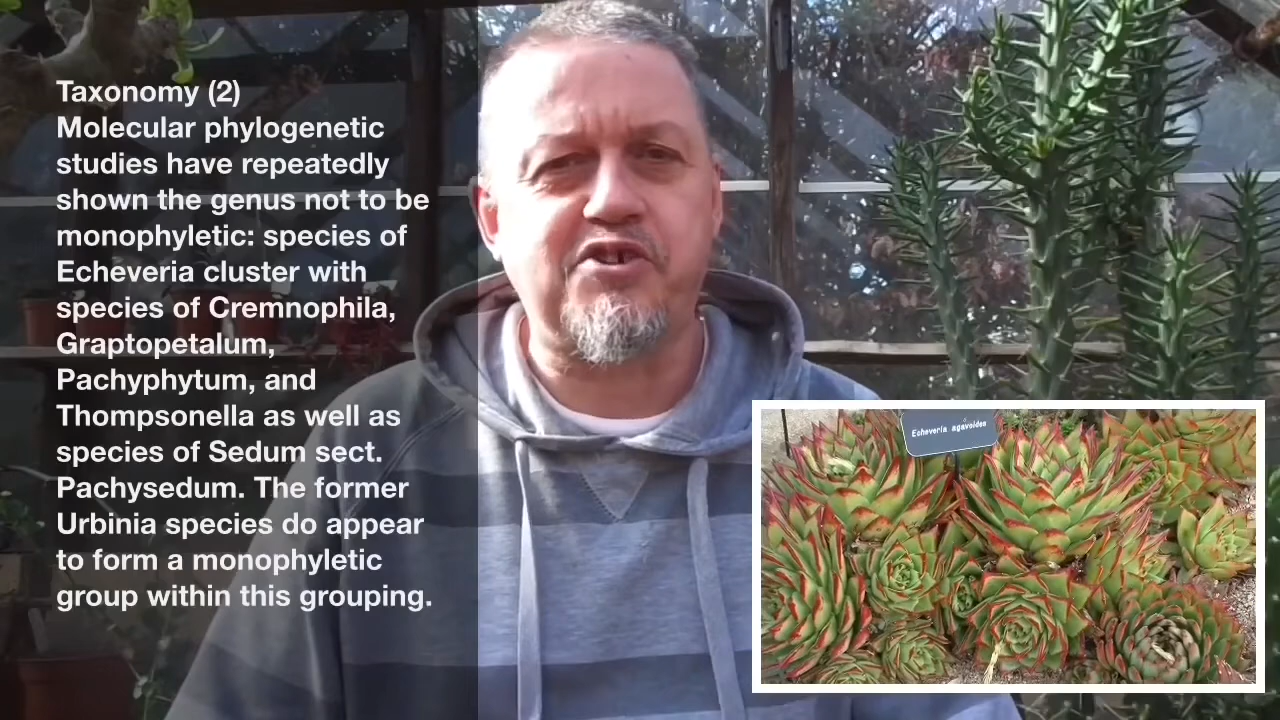 Taxonomy (2)
Molecular phylogenetic
studies have repeatedly
shown the genus not to be
monophyletic: species of
Echeveria cluster with
species of Cremnophila,
Graptopetalum,
Pachyphytum, and
Thompsonella as well as
species of Sedum sect.
Pachysedum. The former
Urbinia species do appear
to form a monophyletic
group within this grouping.
Echeveria agavoides